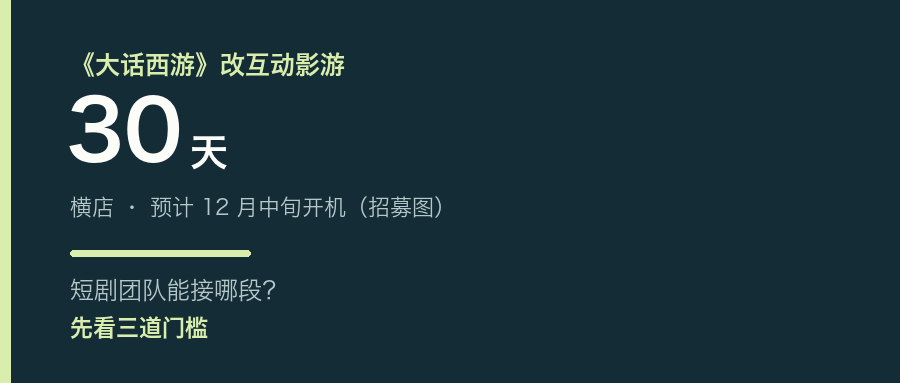 《大话西游》改互动影游
30 天
横店 · 预计 12 月中旬开机（招募图）
短剧团队能接哪段？
先看三道门槛